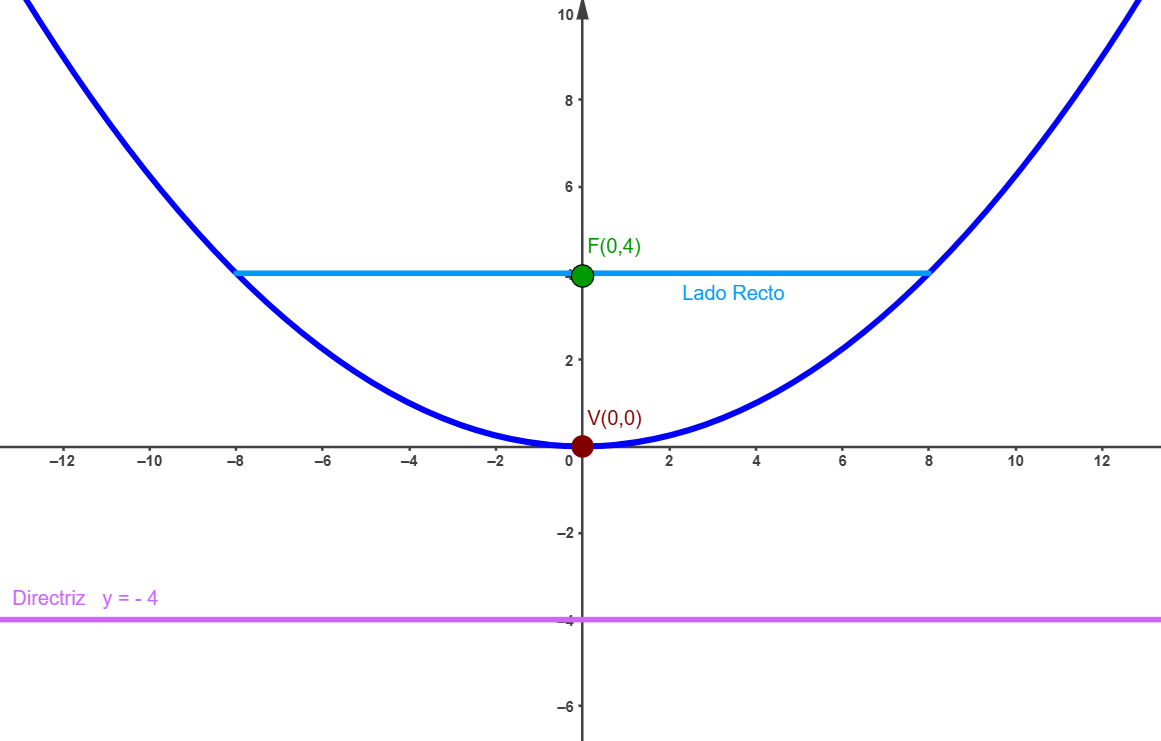 10
8
6
F(0,4)
Lado Recto
2
V(0,0)
–12 –10 –8 –6 –4 –2 0 2 4 6 8 10 12
–2
Directriz y = - 4
–4
–6